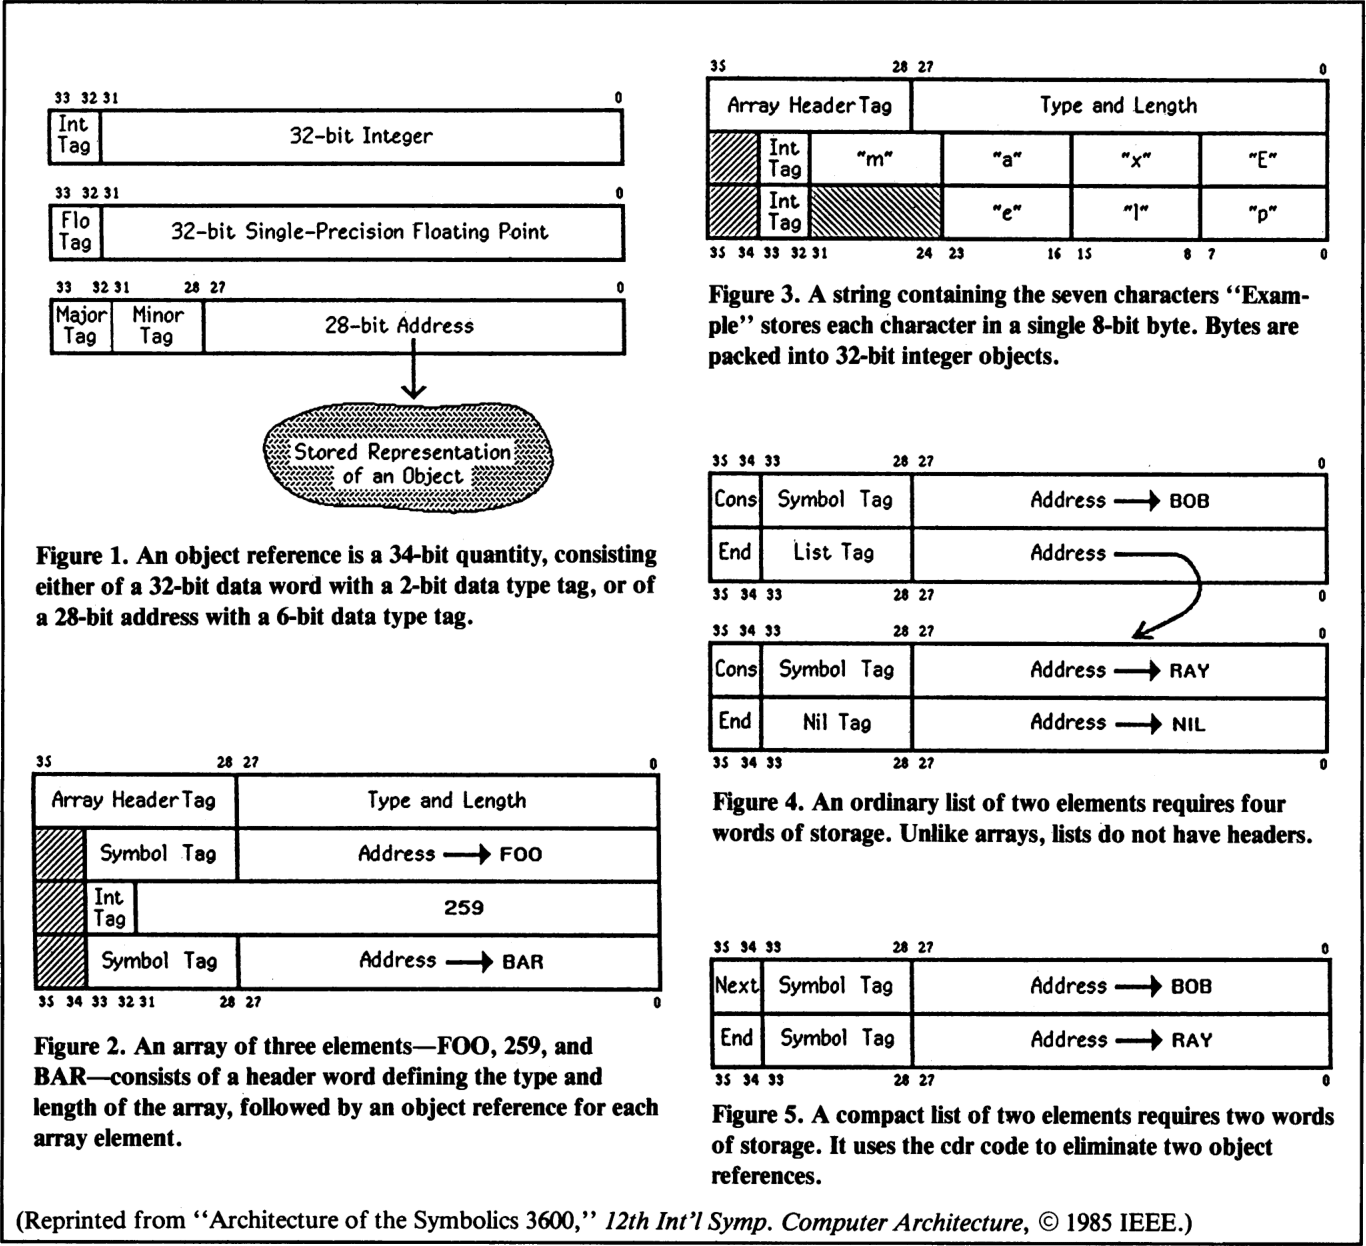 33 32 31 0
Int Tag 32-bit Integer
33 32 31 0
Flo Tag 32-bit Single-Precision Floating Point
33 32 31 28 27 0
Major Tag Minor Tag 28-bit Address
Stored Representation
of an Object
Figure 1. An object reference is a 34-bit quantity, consisting
either of a 32-bit data word with a 2-bit data type tag, or of
a 28-bit address with a 6-bit data type tag.
35 28 27 0
Array Header Tag Type and Length
Symbol Tag Address FOO
Int Tag 259
Symbol Tag Address BAR
35 34 33 32 31 28 27 0
Figure 2. An array of three elements—FOO, 259, and
BAR—consists of a header word defining the type and
length of the array, followed by an object reference for each
array element.
35 28 27 0
Array Header Tag Type and Length
Int Tag "m" "a" "x" "E"
Int Tag "e" "l" "p"
35 34 33 32 31 24 23 16 15 8 7 0
Figure 3. A string containing the seven characters “Exam-
ple” stores each character in a single 8-bit byte. Bytes are
packed into 32-bit integer objects.
35 34 33 28 27 0
Cons Symbol Tag Address BOB
End List Tag Address
35 34 33 28 27 0
35 34 33 28 27 0
Cons Symbol Tag Address RAY
End Nil Tag Address NIL
35 34 33 28 27 0
Figure 4. An ordinary list of two elements requires four
words of storage. Unlike arrays, lists do not have headers.
35 34 33 28 27 0
Next Symbol Tag Address BOB
End Symbol Tag Address RAY
35 34 33 28 27 0
Figure 5. A compact list of two elements requires two words
of storage. It uses the cdr code to eliminate two object
references.
(Reprinted from “Architecture of the Symbolics 3600,” 12th Int’l Symp. Computer Architecture, © 1985 IEEE.)